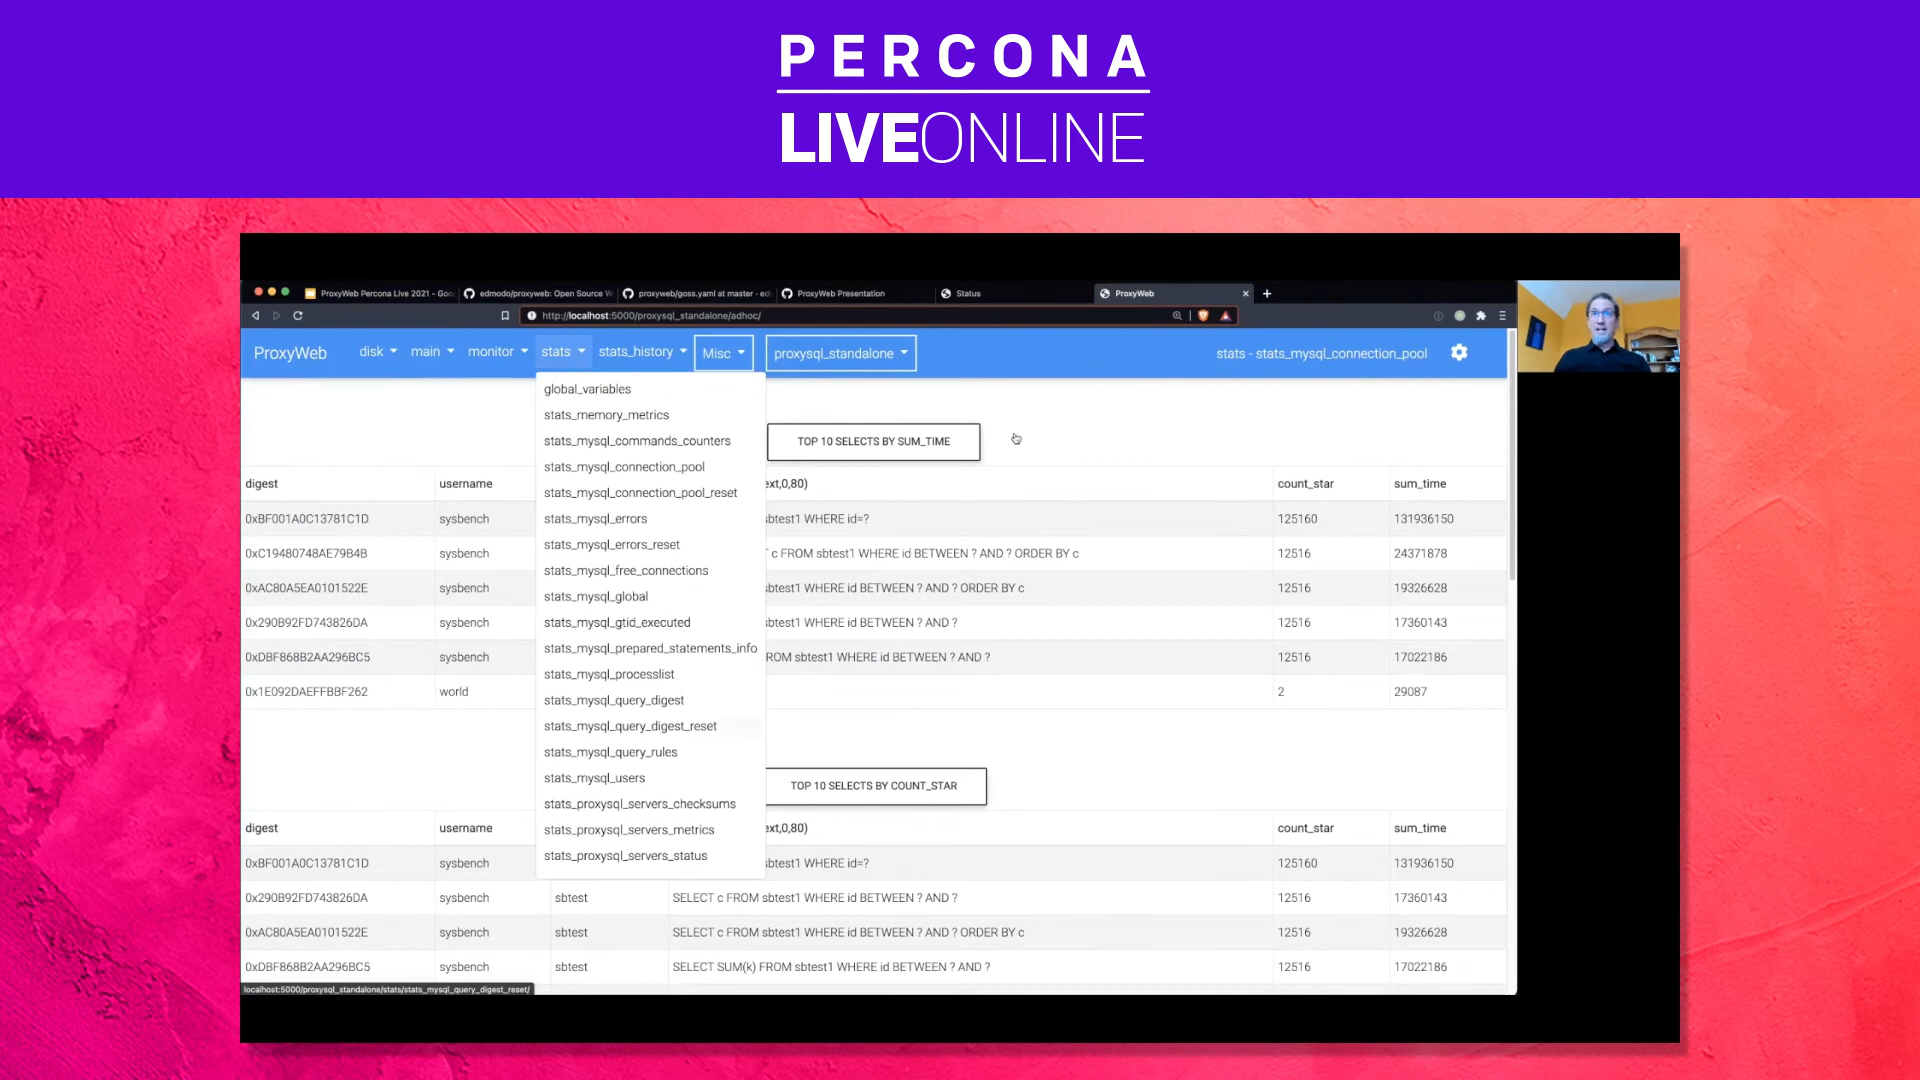 PERCONA
LIVEONLINE
ProxyWeb Percona Live 2021 - Goo
edmodo/proxyweb: Open Source W
proxyweb/goss.yaml at master · ed
ProxyWeb Presentation
Status
ProxyWeb
http://localhost:5000/proxysql_standalone/adhoc/
ProxyWeb disk main monitor stats stats_history Misc proxysql_standalone stats - stats_mysql_connection_pool
global_variables
stats_memory_metrics
stats_mysql_commands_counters
stats_mysql_connection_pool
stats_mysql_connection_pool_reset
stats_mysql_errors
stats_mysql_errors_reset
stats_mysql_free_connections
stats_mysql_global
stats_mysql_gtid_executed
stats_mysql_prepared_statements_info
stats_mysql_processlist
stats_mysql_query_digest
stats_mysql_query_digest_reset
stats_mysql_query_rules
stats_mysql_users
stats_proxysql_servers_checksums
stats_proxysql_servers_metrics
stats_proxysql_servers_status
TOP 10 SELECTS BY SUM_TIME
digest username ext,0,80) count_star sum_time
0xBF001A0C13781C1D sysbench sbtest1 WHERE id=? 125160 131936150
0xC19480748AE79B4B sysbench c FROM sbtest1 WHERE id BETWEEN ? AND ? ORDER BY c 12516 24371878
0xAC80A5EA0101522E sysbench sbtest1 WHERE id BETWEEN ? AND ? ORDER BY c 12516 19326628
0x290B92FD743826DA sysbench sbtest1 WHERE id BETWEEN ? AND ? 12516 17360143
0xDBF868B2AA296BC5 sysbench ROM sbtest1 WHERE id BETWEEN ? AND ? 12516 17022186
0x1E092DAEFFBBF262 world 2 29087
TOP 10 SELECTS BY COUNT_STAR
digest username ext,0,80) count_star sum_time
0xBF001A0C13781C1D sysbench sbtest1 WHERE id=? 125160 131936150
0x290B92FD743826DA sysbench sbtest SELECT c FROM sbtest1 WHERE id BETWEEN ? AND ? 12516 17360143
0xAC80A5EA0101522E sysbench sbtest SELECT c FROM sbtest1 WHERE id BETWEEN ? AND ? ORDER BY c 12516 19326628
0xDBF868B2AA296BC5 sysbench sbtest SELECT SUM(k) FROM sbtest1 WHERE id BETWEEN ? AND ? 12516 17022186
localhost:5000/proxysql_standalone/stats/stats_mysql_query_digest_reset/